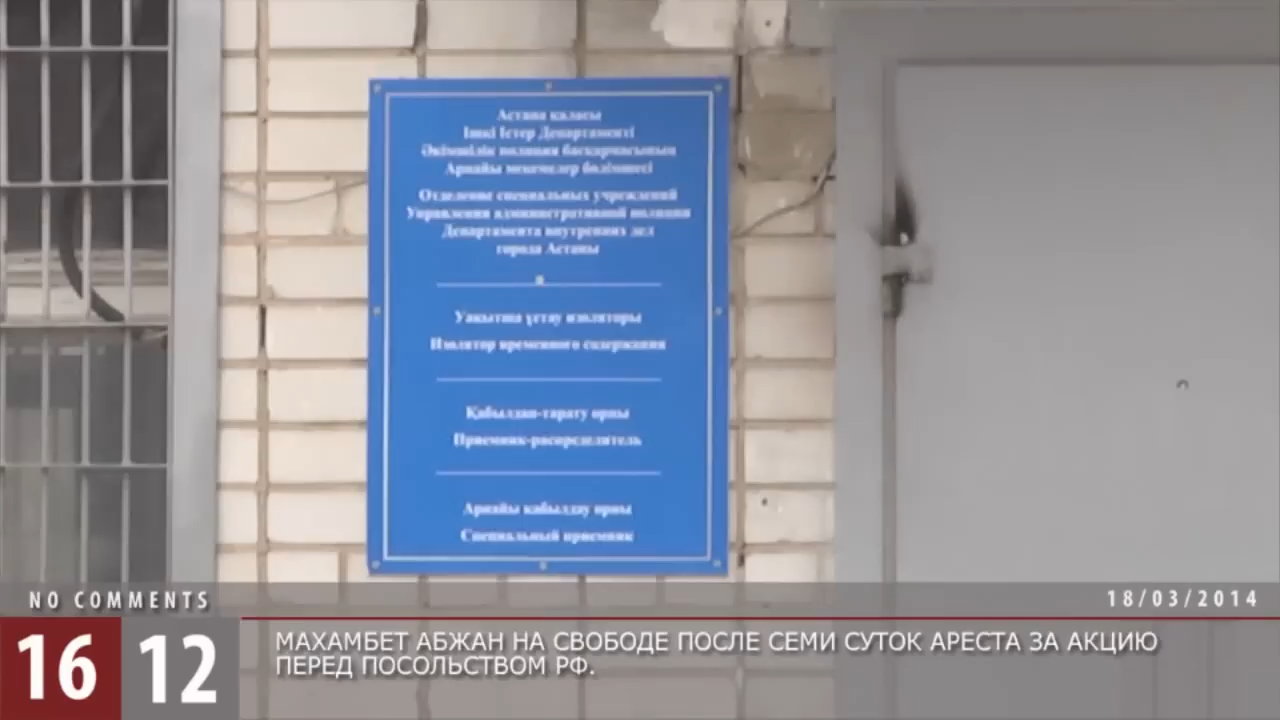 Астана қаласы
Ішкі Істер Департаменті
Әкімшілік полиция басқармасының
Арнайы мекемелер бөлімшесі
Отделение специальных учреждений
Управления административной полиции
Департамента внутренних дел
города Астаны
Уақытша ұстау изоляторы
Изолятор временного содержания
Қабылдап-тарату орны
Приемник-распределитель
Арнайы қабылдау орны
Специальный приемник
NO COMMENTS
18/03/2014
16 12
МАХАМБЕТ АБЖАН НА СВОБОДЕ ПОСЛЕ СЕМИ СУТОК АРЕСТА ЗА АКЦИЮ
ПЕРЕД ПОСОЛЬСТВОМ РФ.